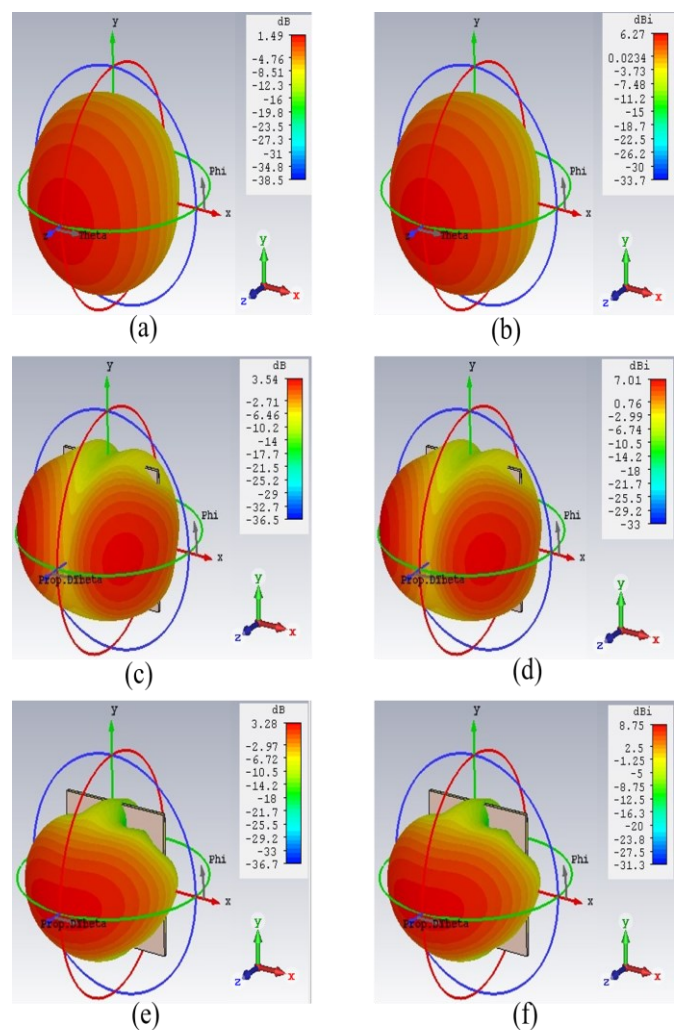 y
dB
1.49
-4.76
-8.51
-12.3
-16
-19.8
-23.5
-27.3
-31
-34.8
-38.5
Phi
x
z
y
z
x
(a)
y
dBi
6.27
0.0234
-3.73
-7.48
-11.2
-15
-18.7
-22.5
-26.2
-30
-33.7
Phi
x
z
y
z
x
(b)
y
dB
3.54
-2.71
-6.46
-10.2
-14
-17.7
-21.5
-25.2
-29
-32.7
-36.5
Phi
x
y
z
x
(c)
y
dBi
7.01
0.76
-2.99
-6.74
-10.5
-14.2
-18
-21.7
-25.5
-29.2
-33
Phi
x
y
z
x
(d)
y
dB
3.28
-2.97
-6.72
-10.5
-14.2
-18
-21.7
-25.5
-29.2
-33
-36.7
Phi
x
y
z
x
(e)
y
dBi
8.75
2.5
-1.25
-5
-8.75
-12.5
-16.3
-20
-23.8
-27.5
-31.3
Phi
x
y
z
x
(f)